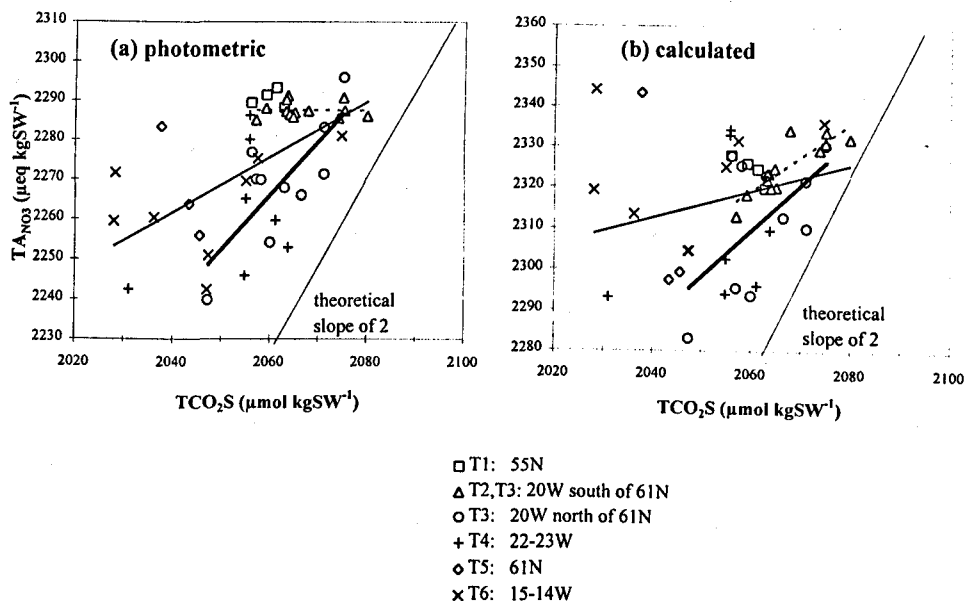 (a) photometric
TA_NO3 (μeq kgSW⁻¹)
2310
2300
2290
2280
2270
2260
2250
2240
2230
2020
2040
2060
2080
2100
theoretical
slope of 2
TCO₂S (μmol kgSW⁻¹)
(b) calculated
2360
2350
2340
2330
2320
2310
2300
2290
2280
2020
2040
2060
2080
2100
theoretical
slope of 2
TCO₂S (μmol kgSW⁻¹)
T1: 55N
T2,T3: 20W south of 61N
T3: 20W north of 61N
T4: 22-23W
T5: 61N
T6: 15-14W